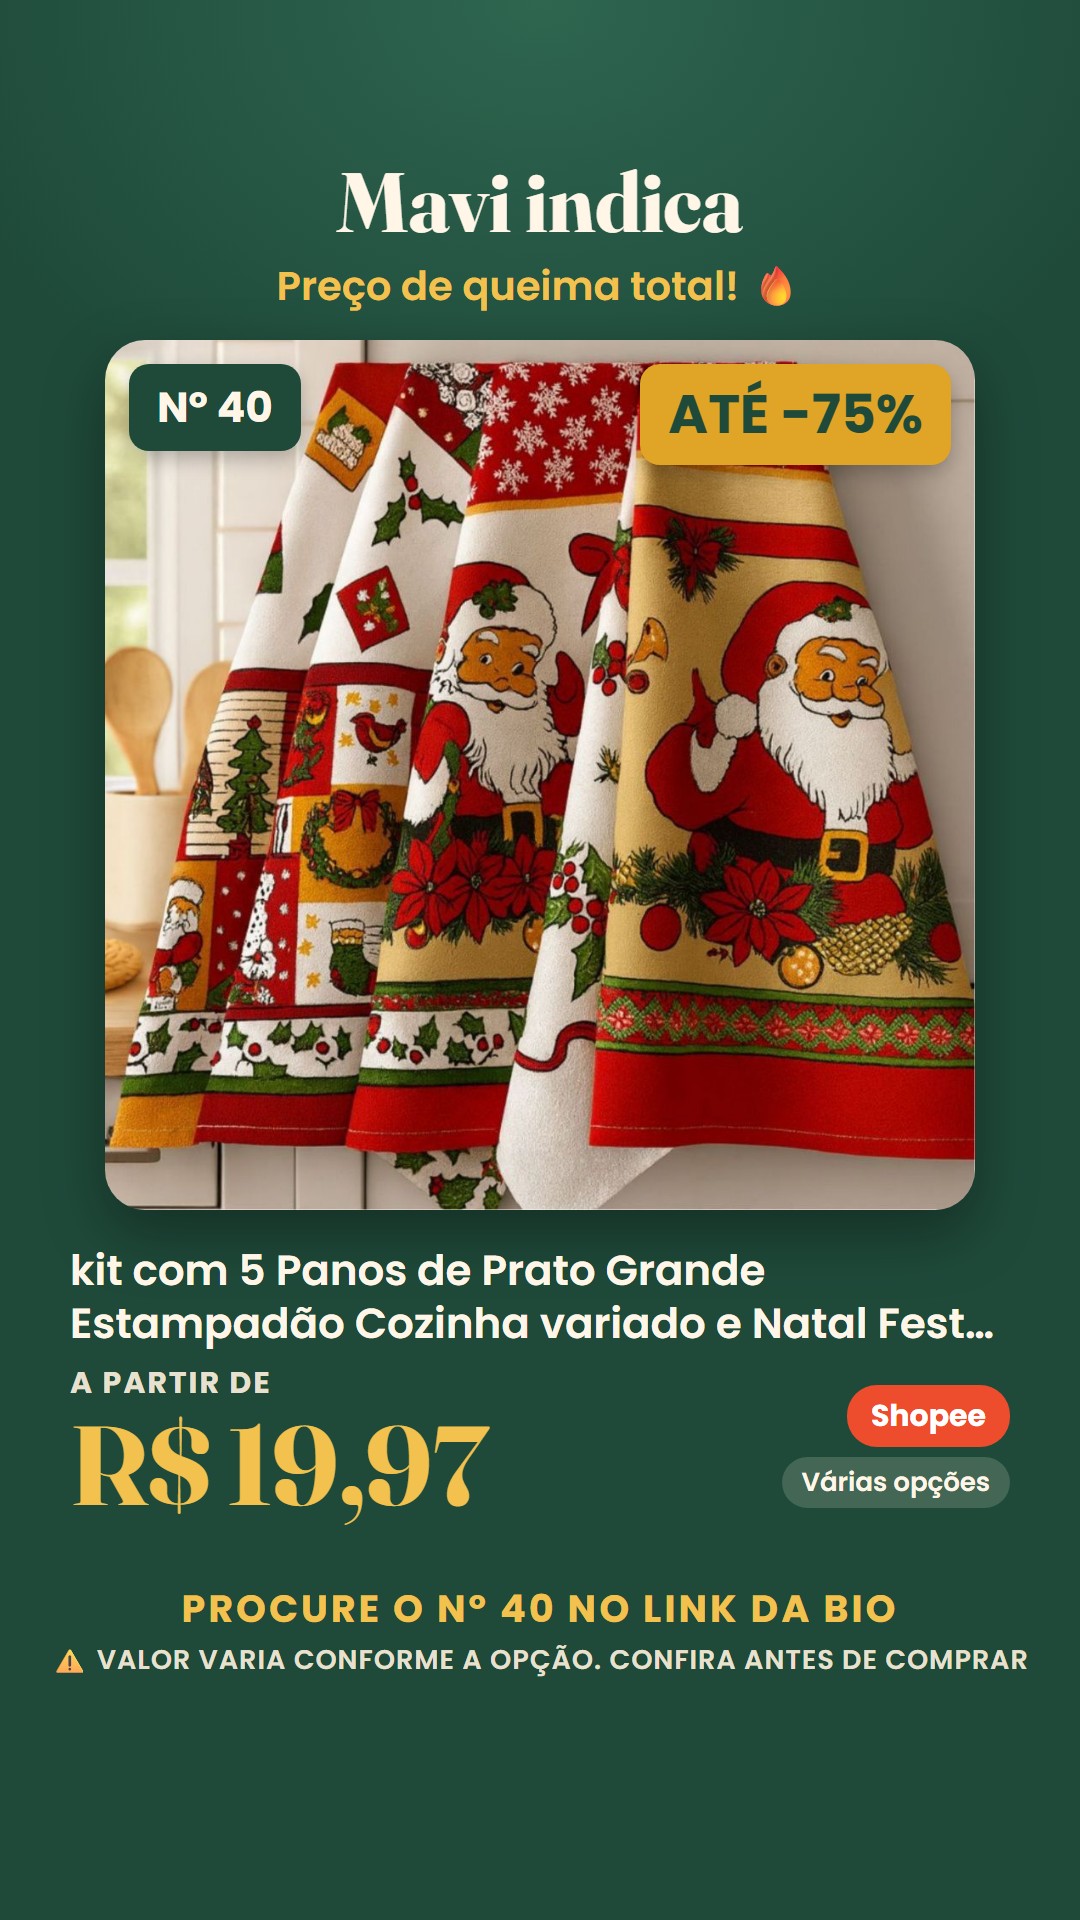 Mavi indica
Preço de queima total! 🔥
Nº 40
ATÉ -75%
kit com 5 Panos de Prato Grande
Estampadão Cozinha variado e Natal Fest...
A PARTIR DE
R$ 19,97
Shopee
Várias opções
PROCURE O Nº 40 NO LINK DA BIO
⚠️ VALOR VARIA CONFORME A OPÇÃO. CONFIRA ANTES DE COMPRAR